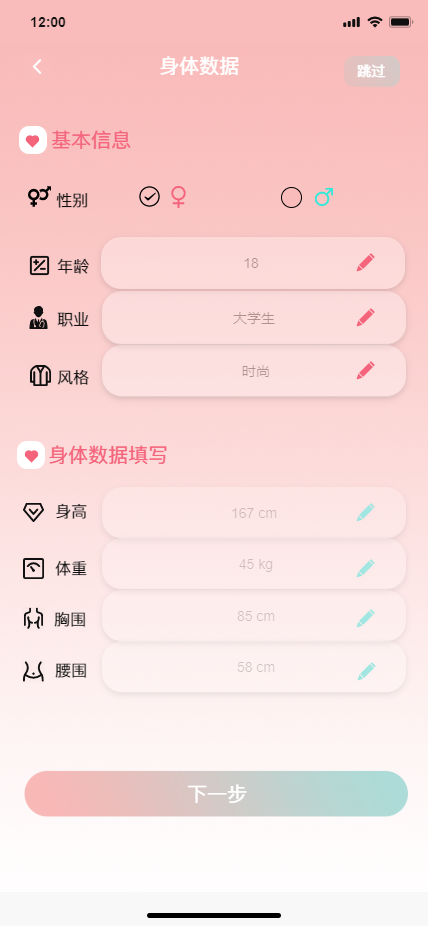 12:00
身体数据
跳过
基本信息
性别
年龄 18
职业 大学生
风格 时尚
身体数据填写
身高 167 cm
体重 45 kg
胸围 85 cm
腰围 58 cm
下一步